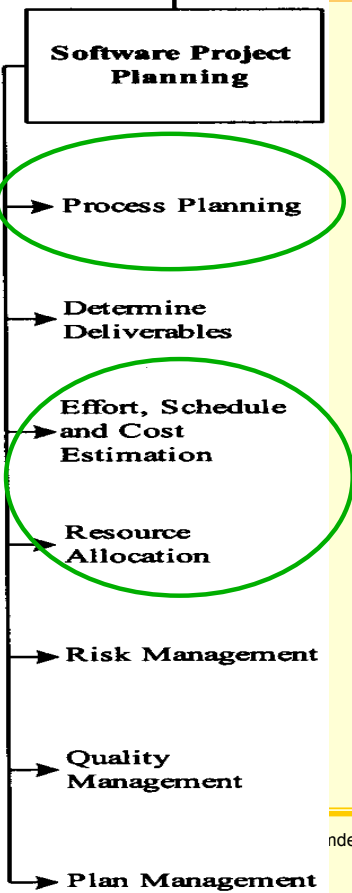 Software Project
Planning
Process Planning
Determine
Deliverables
Effort, Schedule
and Cost
Estimation
Resource
Allocation
Risk Management
Quality
Management
Plan Management